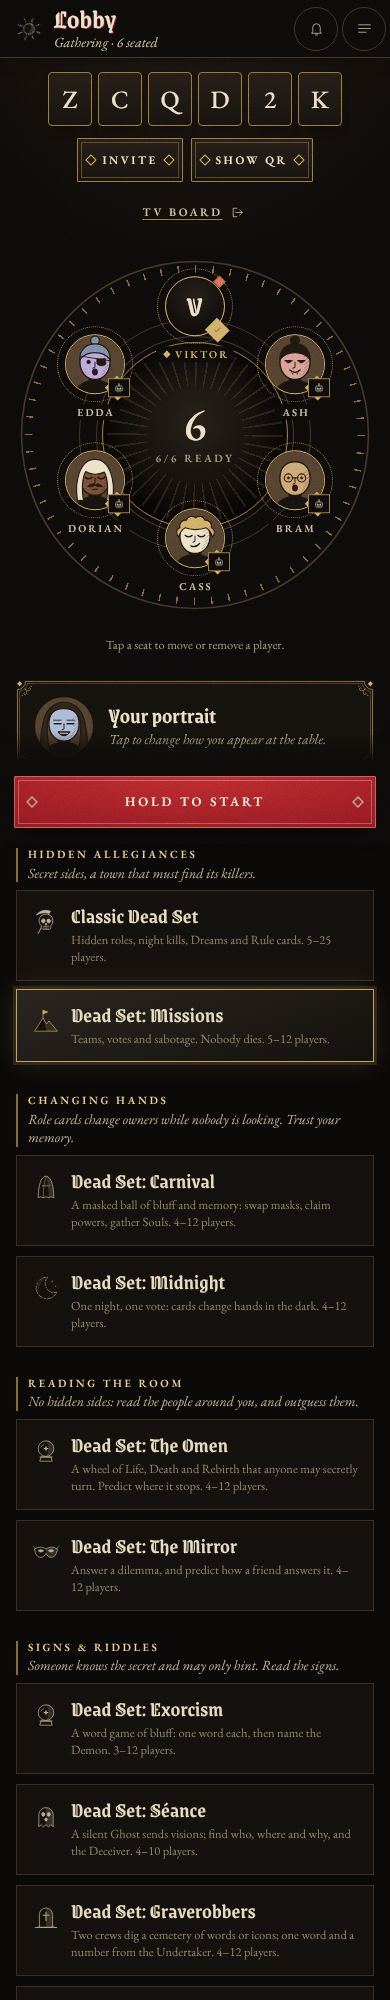 Lobby
Gathering · 6 seated
Z C Q D 2 K
INVITE
SHOW QR
TV BOARD
V
VIKTOR
EDDA
ASH
6
6/6 READY
DORIAN
BRAM
CASS
Tap a seat to move or remove a player.
Your portrait
Tap to change how you appear at the table.
HOLD TO START
HIDDEN ALLEGIANCES
Secret sides, a town that must find its killers.
Classic Dead Set
Hidden roles, night kills, Dreams and Rule cards. 5–25
players.
Dead Set: Missions
Teams, votes and sabotage. Nobody dies. 5–12 players.
CHANGING HANDS
Role cards change owners while nobody is looking. Trust your
memory.
Dead Set: Carnival
A masked ball of bluff and memory: swap masks, claim
powers, gather Souls. 4–12 players.
Dead Set: Midnight
One night, one vote: cards change hands in the dark. 4–12
players.
READING THE ROOM
No hidden sides: read the people around you, and outguess them.
Dead Set: The Omen
A wheel of Life, Death and Rebirth that anyone may secretly
turn. Predict where it stops. 4–12 players.
Dead Set: The Mirror
Answer a dilemma, and predict how a friend answers it. 4–
12 players.
SIGNS & RIDDLES
Someone knows the secret and may only hint. Read the signs.
Dead Set: Exorcism
A word game of bluff: one word each, then name the
Demon. 3–12 players.
Dead Set: Séance
A silent Ghost sends visions; find who, where and why, and
the Deceiver. 4–10 players.
Dead Set: Graverobbers
Two crews dig a cemetery of words or icons; one word and a
number from the Undertaker. 4–12 players.